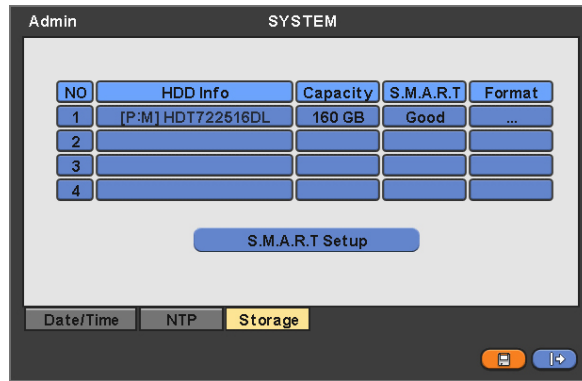 Admin SYSTEM
NO HDD Info Capacity S.M.A.R.T Format
1 [P:M] HDT722516DL 160 GB Good ...
2
3
4
S.M.A.R.T Setup
Date/Time NTP Storage